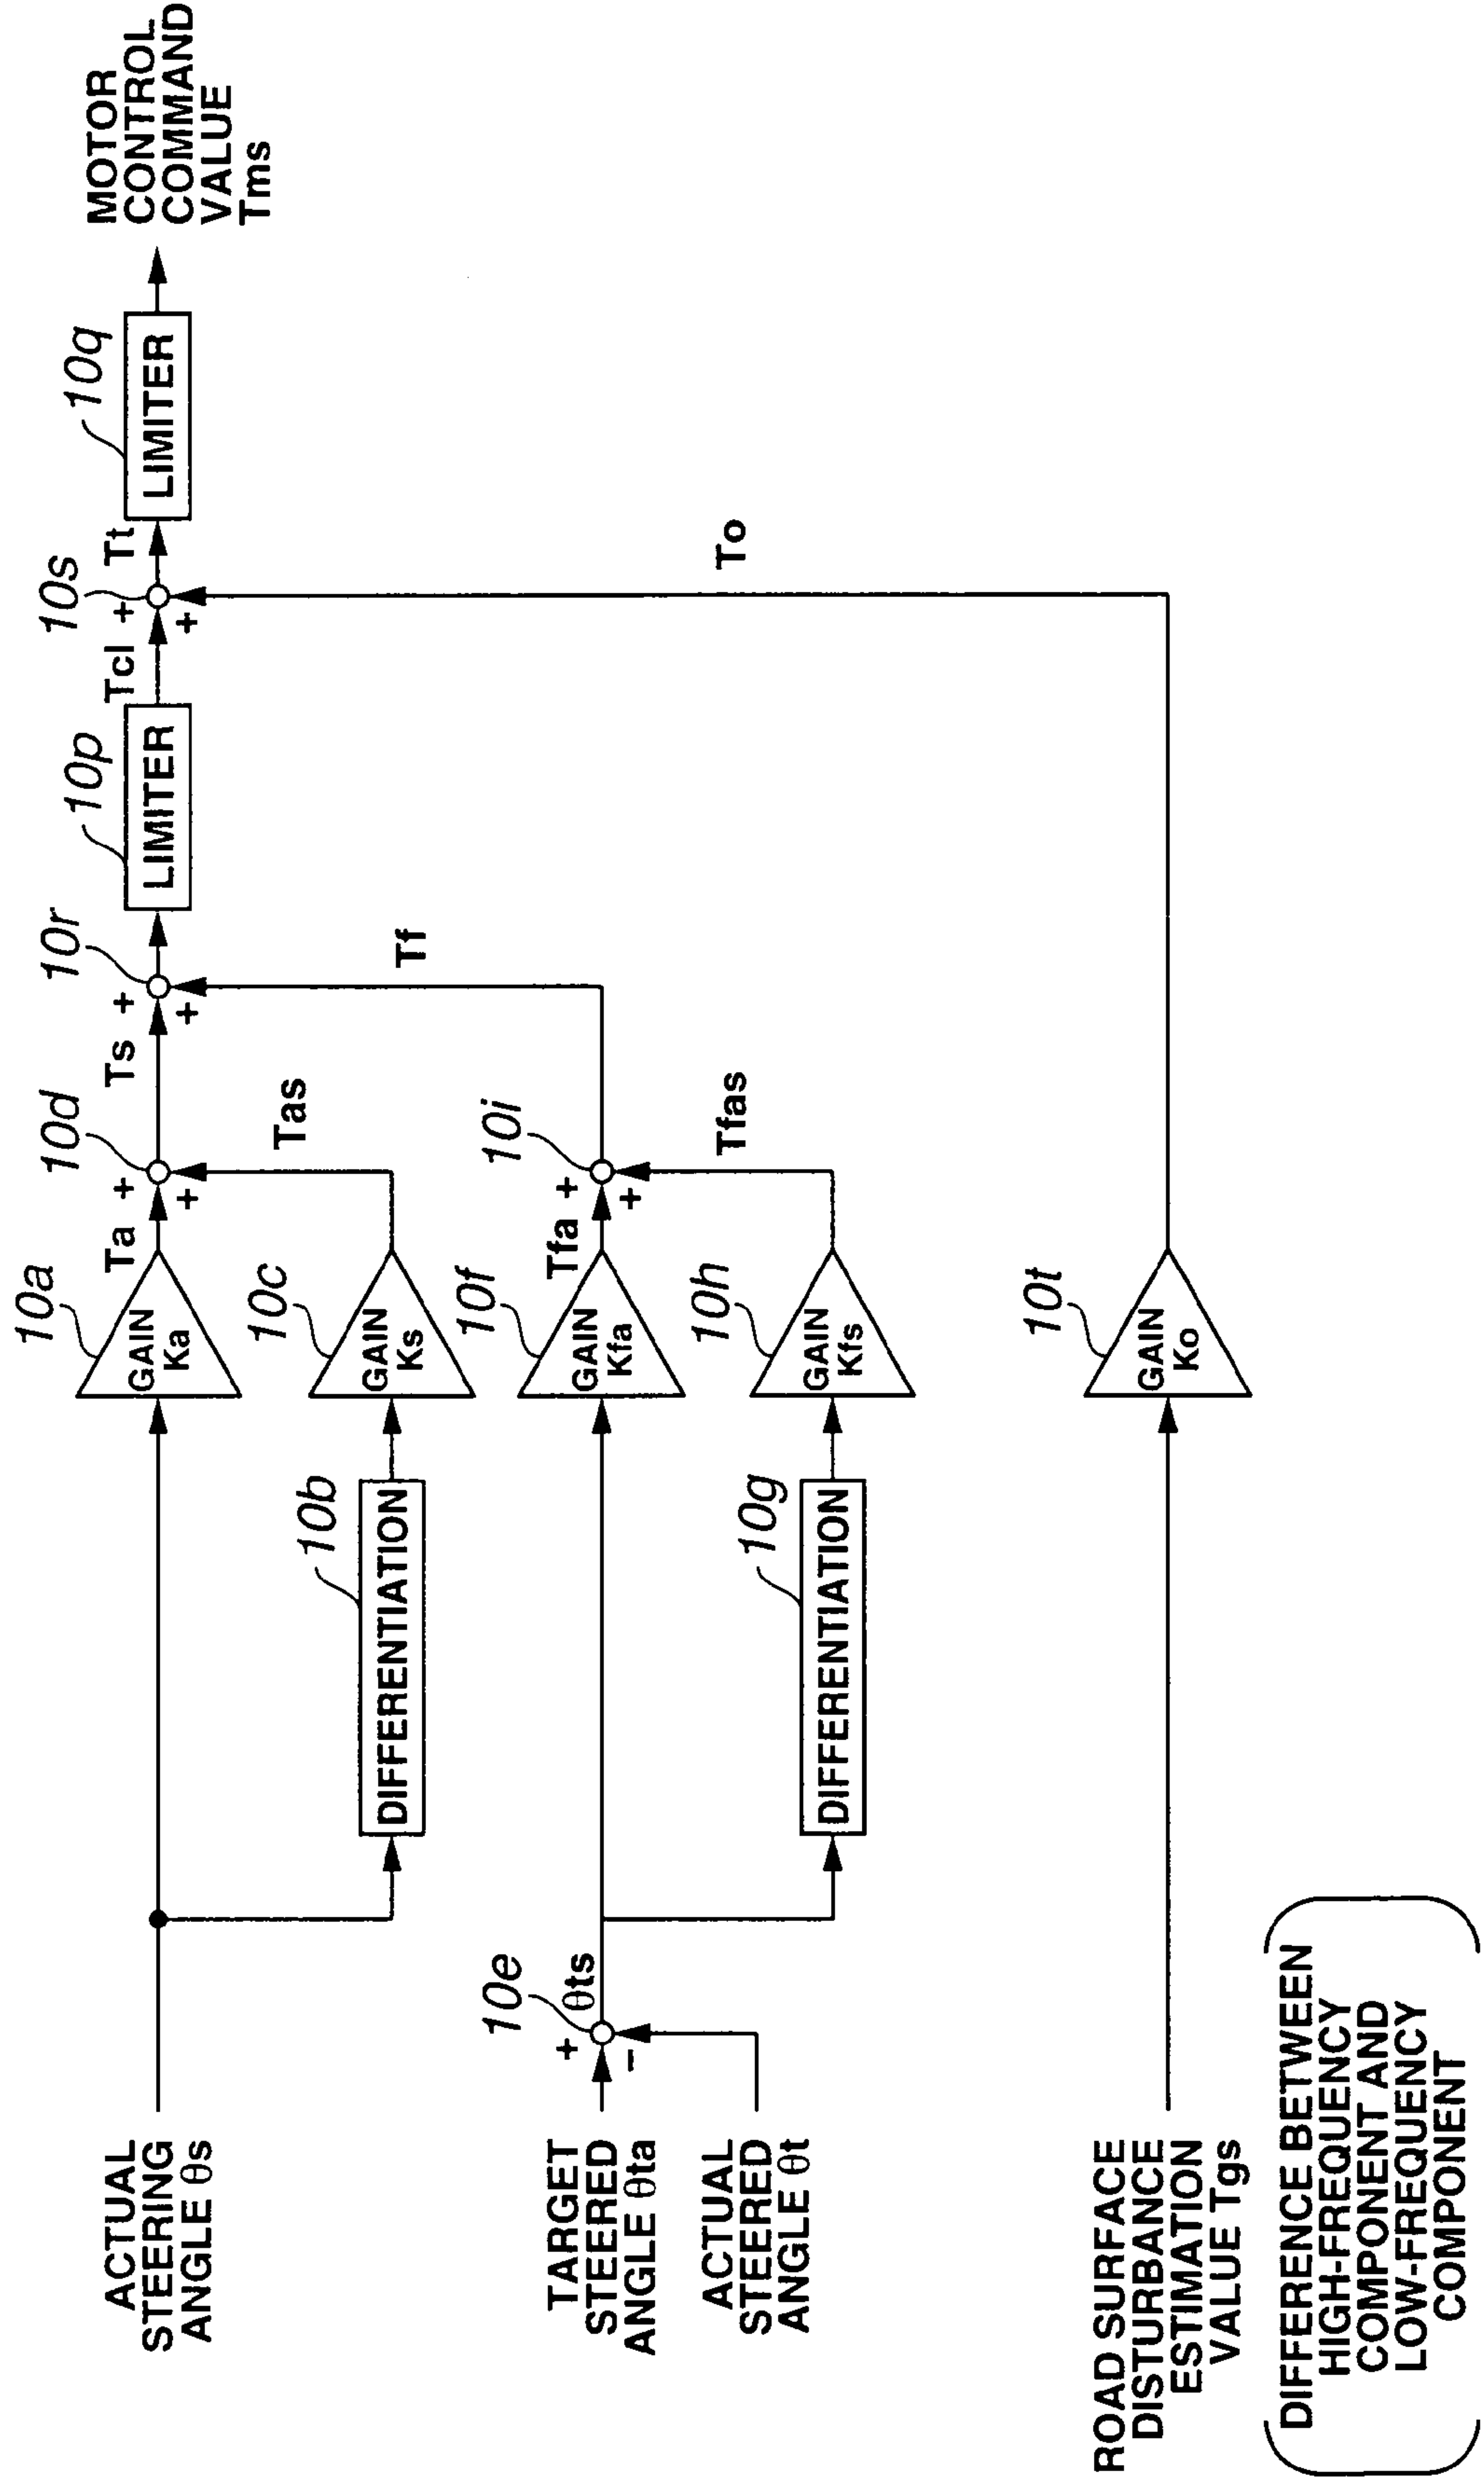 ACTUAL
STEERING
ANGLE θs
10a
GAIN
Ka
Ta
+
+
10d
Ts
+
+
10r
10p
LIMITER
Tcl
+
+
10s
Tt
10q
LIMITER
MOTOR
CONTROL
COMMAND
VALUE
Tms
10b
DIFFERENTIATION
10c
GAIN
Ks
Tas
Tf
TARGET
STEERED
ANGLE θta
+
-
10e
θts
10f
GAIN
Kfa
Tfa
+
+
10i
ACTUAL
STEERED
ANGLE θt
10g
DIFFERENTIATION
10h
GAIN
Kfs
Tfas
To
ROAD SURFACE
DISTURBANCE
ESTIMATION
VALUE Tgs
10t
GAIN
Ko
DIFFERENCE BETWEEN
HIGH-FREQUENCY
COMPONENT AND
LOW-FREQUENCY
COMPONENT